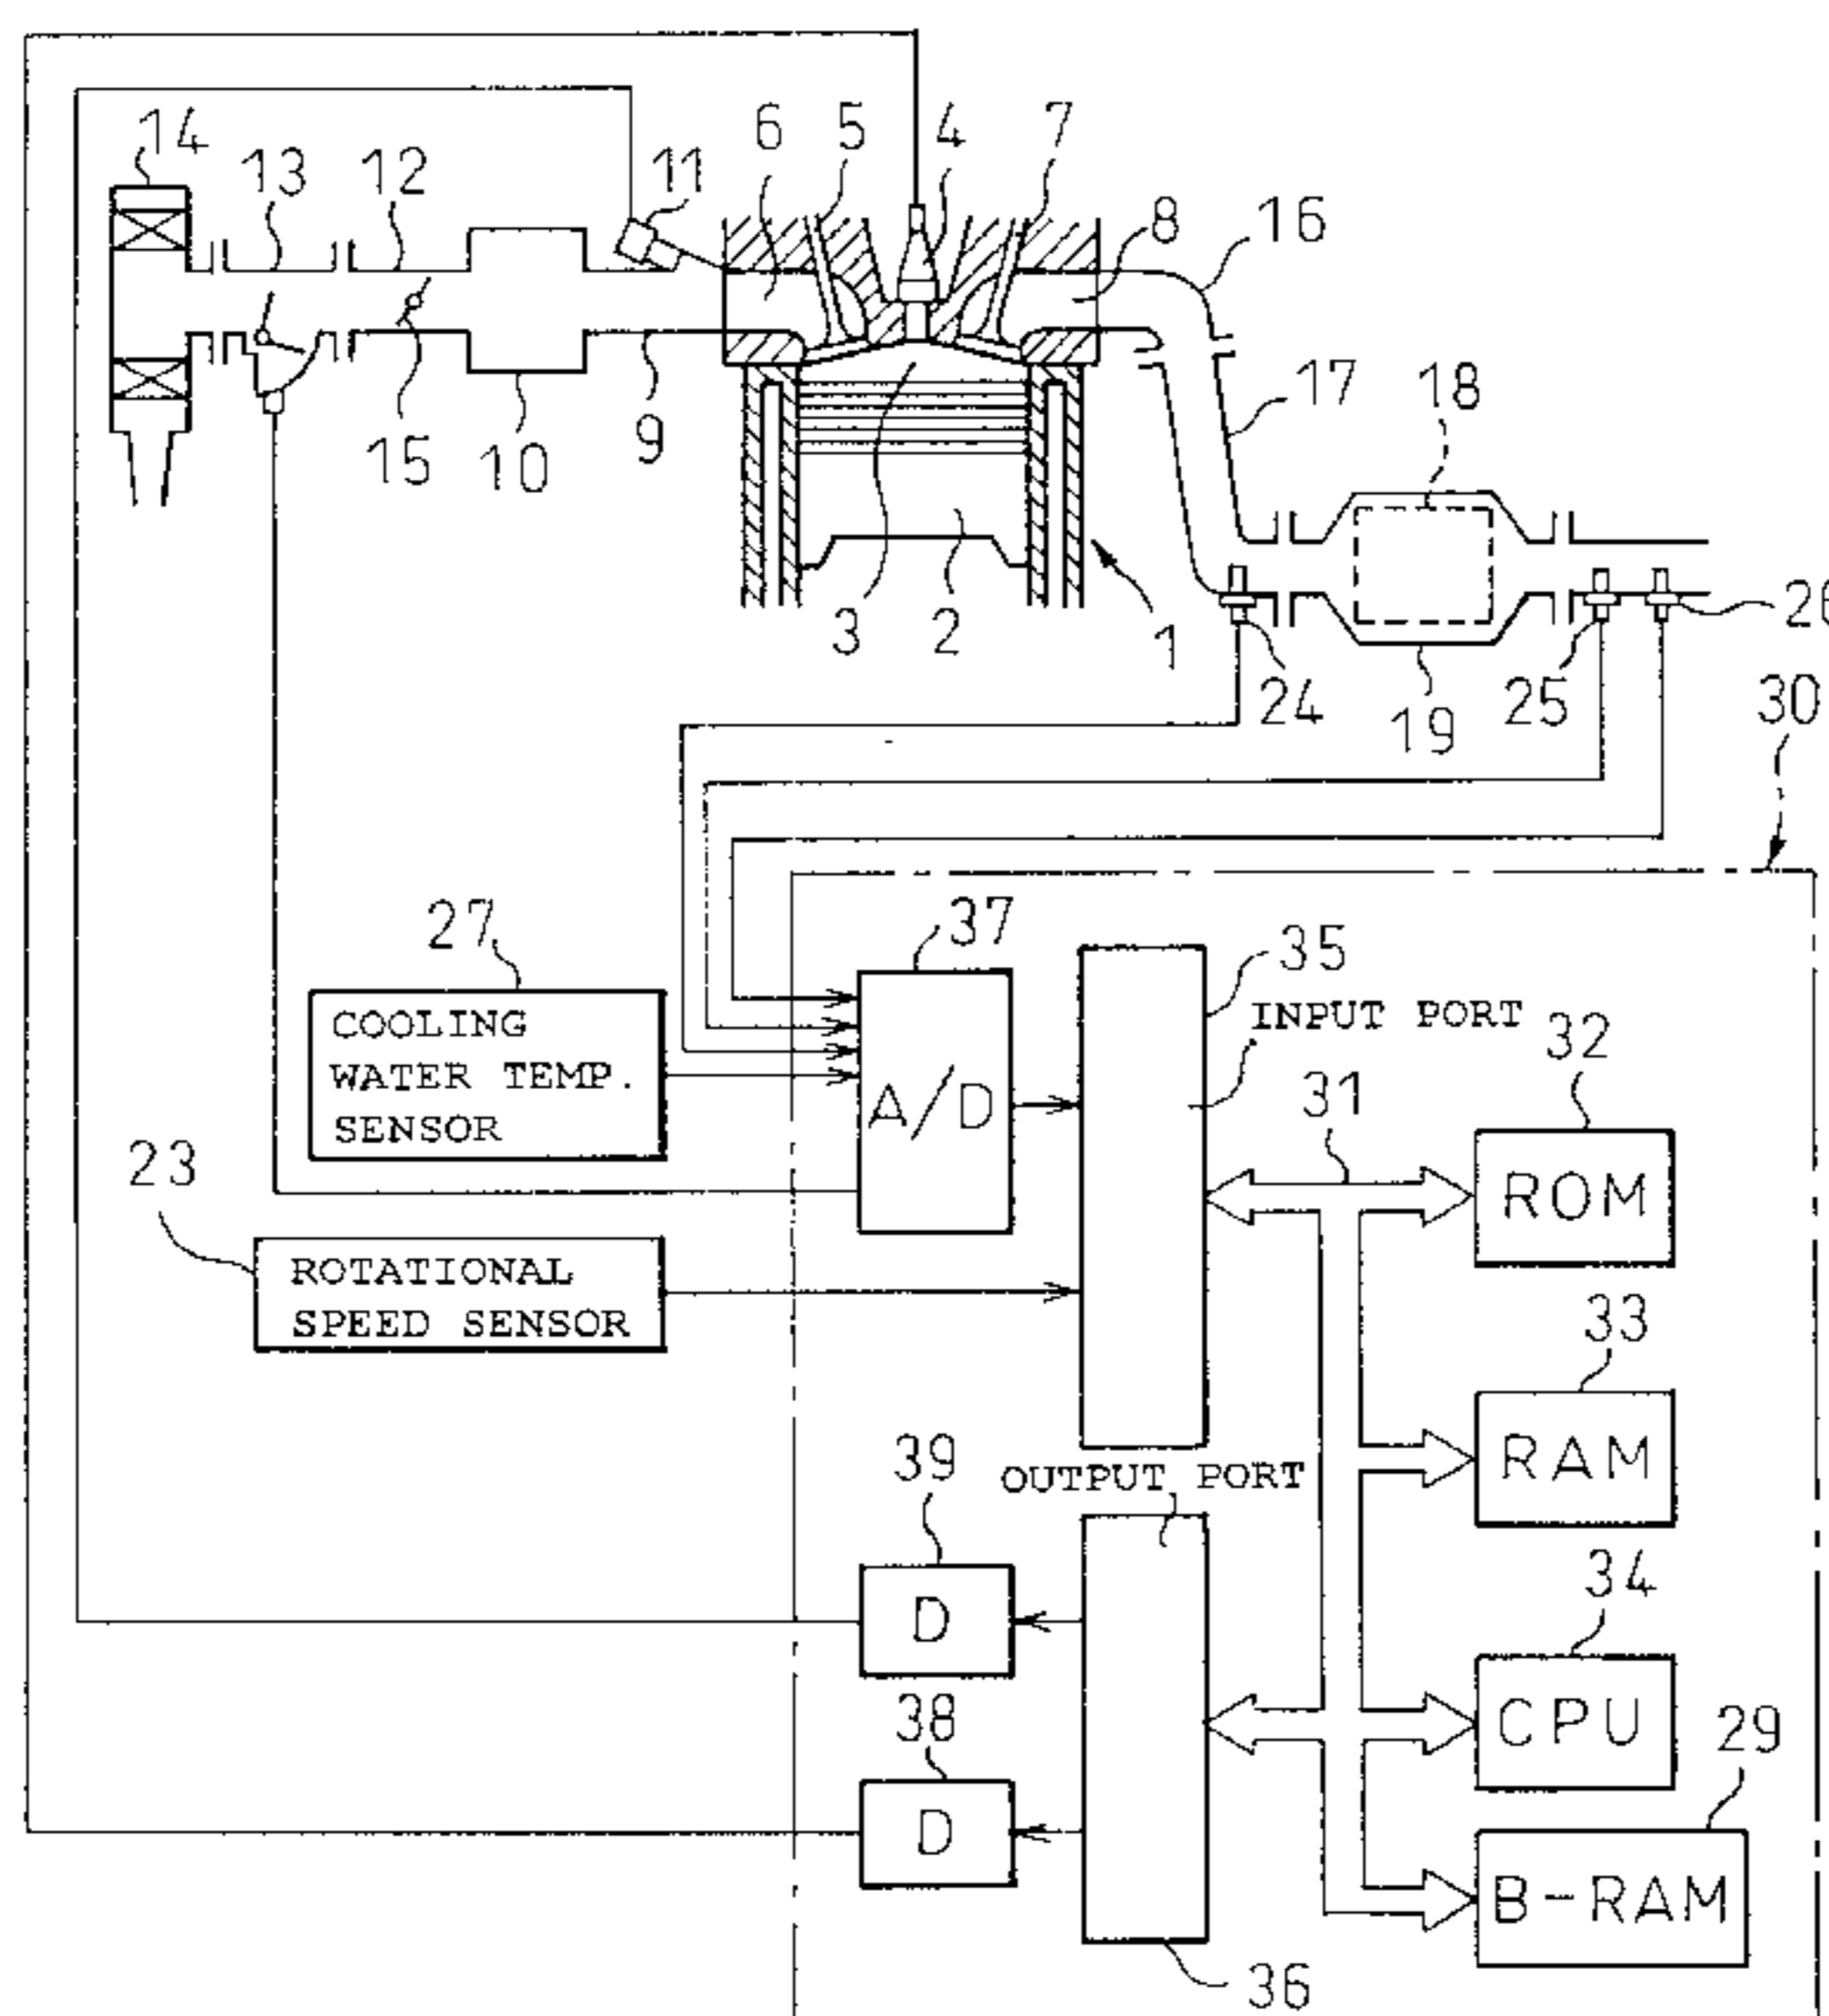 6 5 4 7
14 13 12 11 8 16
17 18
15 10 9
3 2 1 24 19 25
30
27 37 35
COOLING
WATER TEMP.
SENSOR
A/D
INPUT PORT
32
31
ROM
23
ROTATIONAL
SPEED SENSOR
33
RAM
39
OUTPUT PORT
D
34
CPU
38
D
29
B-RAM
36